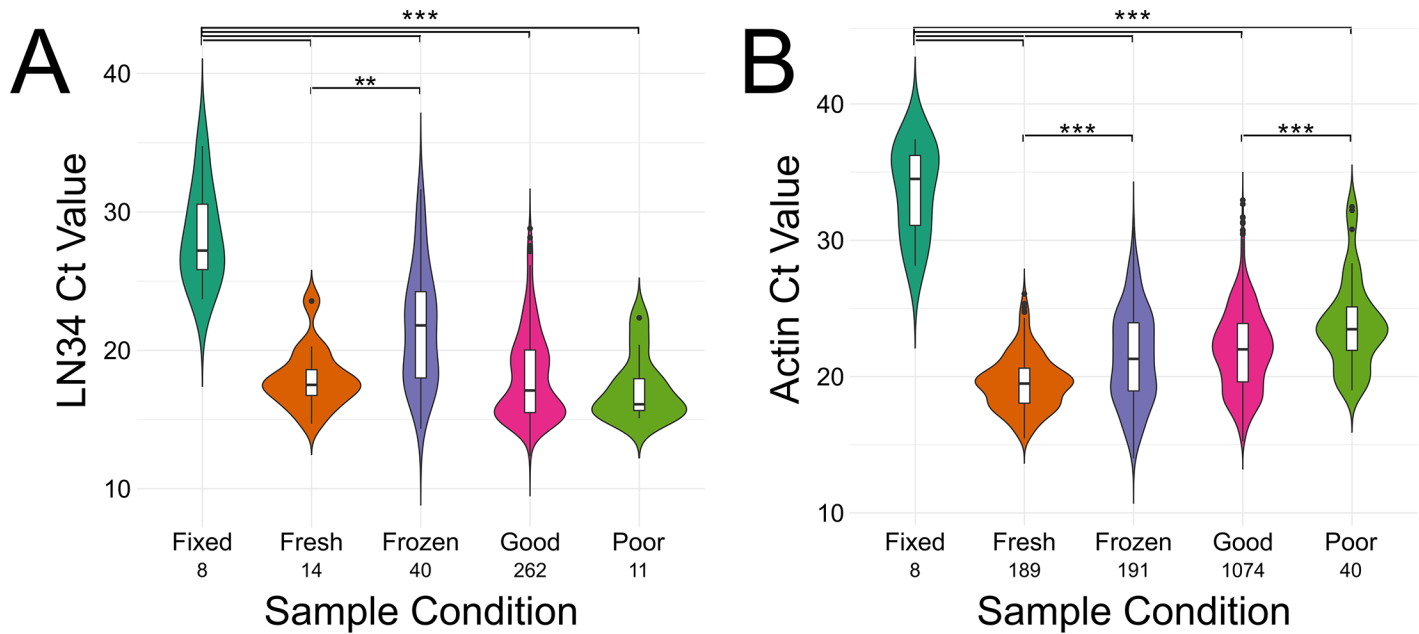 A
***
**
LN34 Ct Value
40
30
20
10
Fixed Fresh Frozen Good Poor
8 14 40 262 11
Sample Condition
B
***
*** ***
Actin Ct Value
40
30
20
10
Fixed Fresh Frozen Good Poor
8 189 191 1074 40
Sample Condition